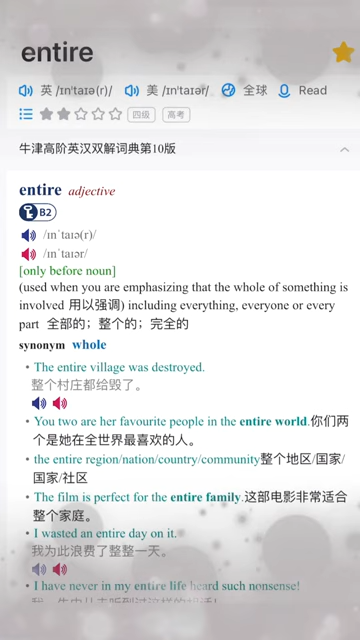 entire
英 /ɪnˈtaɪə(r)/ 美 /ɪnˈtaɪər/ 全球 Read
四级 高考
牛津高阶英汉双解词典第10版
entire adjective
B2
/ɪnˈtaɪə(r)/
/ɪnˈtaɪər/
[only before noun]
(used when you are emphasizing that the whole of something is
involved 用以强调) including everything, everyone or every
part 全部的；整个的；完全的
synonym whole
• The entire village was destroyed.
整个村庄都给毁了。
• You two are her favourite people in the entire world.你们两
个是她在全世界最喜欢的人。
• the entire region/nation/country/community整个地区/国家/
国家/社区
• The film is perfect for the entire family.这部电影非常适合
整个家庭。
• I wasted an entire day on it.
我为此浪费了整整一天。
• I have never in my entire life heard such nonsense!